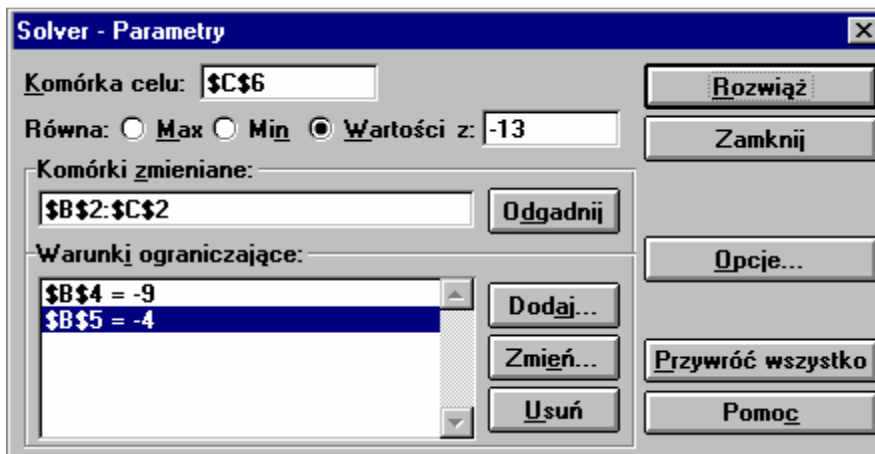 Solver - Parametry
Komórka celu: $C$6
Rozwiąż
Równa: Max Min Wartości z: -13
Zamknij
Komórki zmieniane:
$B$2:$C$2
Odgadnij
Warunki ograniczające:
Opcje...
$B$4 = -9
$B$5 = -4
Dodaj...
Zmień...
Przywróć wszystko
Usuń
Pomoc